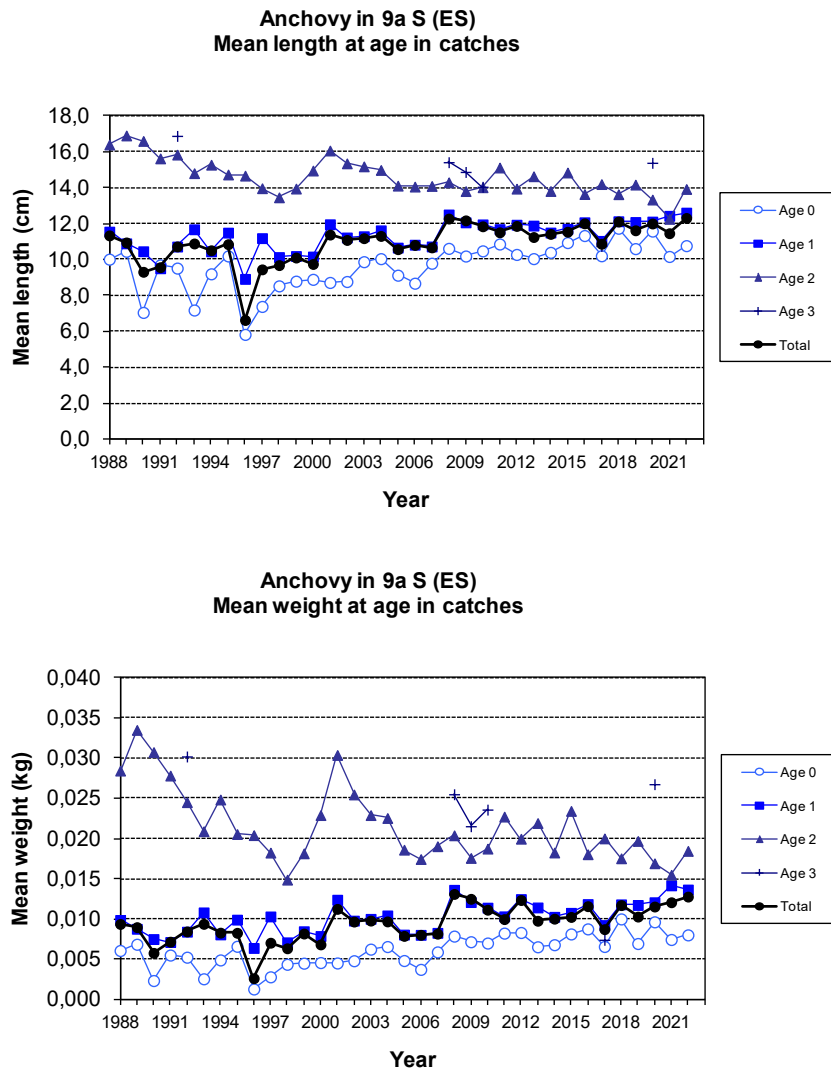 Anchovy in 9a S (ES)
Mean length at age in catches
18,0
16,0
14,0
12,0
10,0
8,0
6,0
4,0
2,0
0,0
Mean length (cm)
1988 1991 1994 1997 2000 2003 2006 2009 2012 2015 2018 2021
Year
Age 0
Age 1
Age 2
Age 3
Total
Anchovy in 9a S (ES)
Mean weight at age in catches
0,040
0,035
0,030
0,025
0,020
0,015
0,010
0,005
0,000
Mean weight (kg)
1988 1991 1994 1997 2000 2003 2006 2009 2012 2015 2018 2021
Year
Age 0
Age 1
Age 2
Age 3
Total